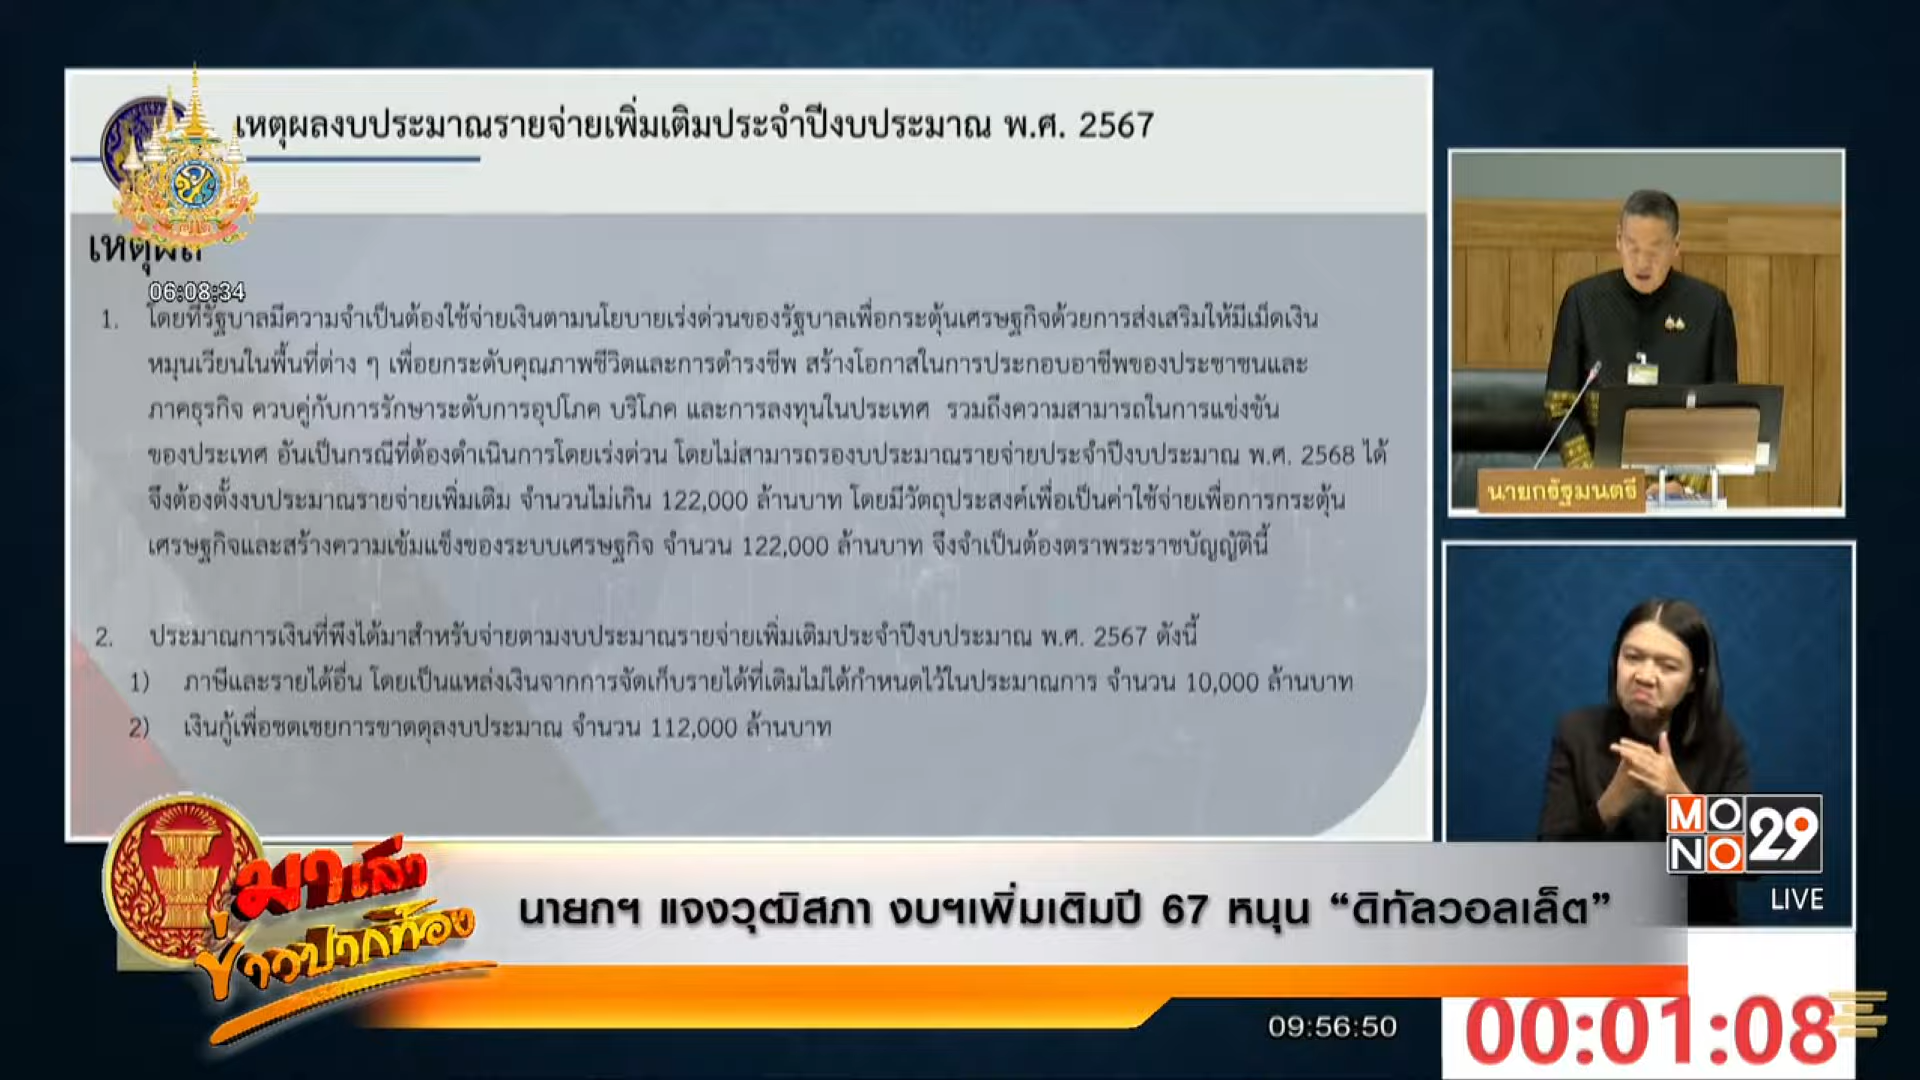 เหตุผลงบประมาณรายจ่ายเพิ่มเติมประจำปีงบประมาณ พ.ศ. 2567
เหตุผล
06:08:34
1. โดยที่รัฐบาลมีความจำเป็นต้องใช้จ่ายเงินตามนโยบายเร่งด่วนของรัฐบาลเพื่อกระตุ้นเศรษฐกิจด้วยการส่งเสริมให้มีเม็ดเงิน
หมุนเวียนในพื้นที่ต่าง ๆ เพื่อยกระดับคุณภาพชีวิตและการดำรงชีพ สร้างโอกาสในการประกอบอาชีพของประชาชนและ
ภาคธุรกิจ ควบคู่กับการรักษาระดับการอุปโภค บริโภค และการลงทุนในประเทศ รวมถึงความสามารถในการแข่งขัน
ของประเทศ อันเป็นกรณีที่ต้องดำเนินการโดยเร่งด่วน โดยไม่สามารถรองบประมาณรายจ่ายประจำปีงบประมาณ พ.ศ. 2568 ได้
จึงต้องตั้งงบประมาณรายจ่ายเพิ่มเติม จำนวนไม่เกิน 122,000 ล้านบาท โดยมีวัตถุประสงค์เพื่อเป็นค่าใช้จ่ายเพื่อการกระตุ้น
เศรษฐกิจและสร้างความเข้มแข็งของระบบเศรษฐกิจ จำนวน 122,000 ล้านบาท จึงจำเป็นต้องตราพระราชบัญญัตินี้
2. ประมาณการเงินที่พึงได้มาสำหรับจ่ายตามงบประมาณรายจ่ายเพิ่มเติมประจำปีงบประมาณ พ.ศ. 2567 ดังนี้
1) ภาษีและรายได้อื่น โดยเป็นแหล่งเงินจากการจัดเก็บรายได้ที่เดิมไม่ได้กำหนดไว้ในประมาณการ จำนวน 10,000 ล้านบาท
2) เงินกู้เพื่อชดเชยการขาดดุลงบประมาณ จำนวน 112,000 ล้านบาท
นายกรัฐมนตรี
MONO 29
LIVE
มาเล่า
ข่าวปากท้อง
นายกฯ แจงวุฒิสภา งบฯเพิ่มเติมปี 67 หนุน “ดิทัลวอลเล็ต”
09:56:50
00:01:08